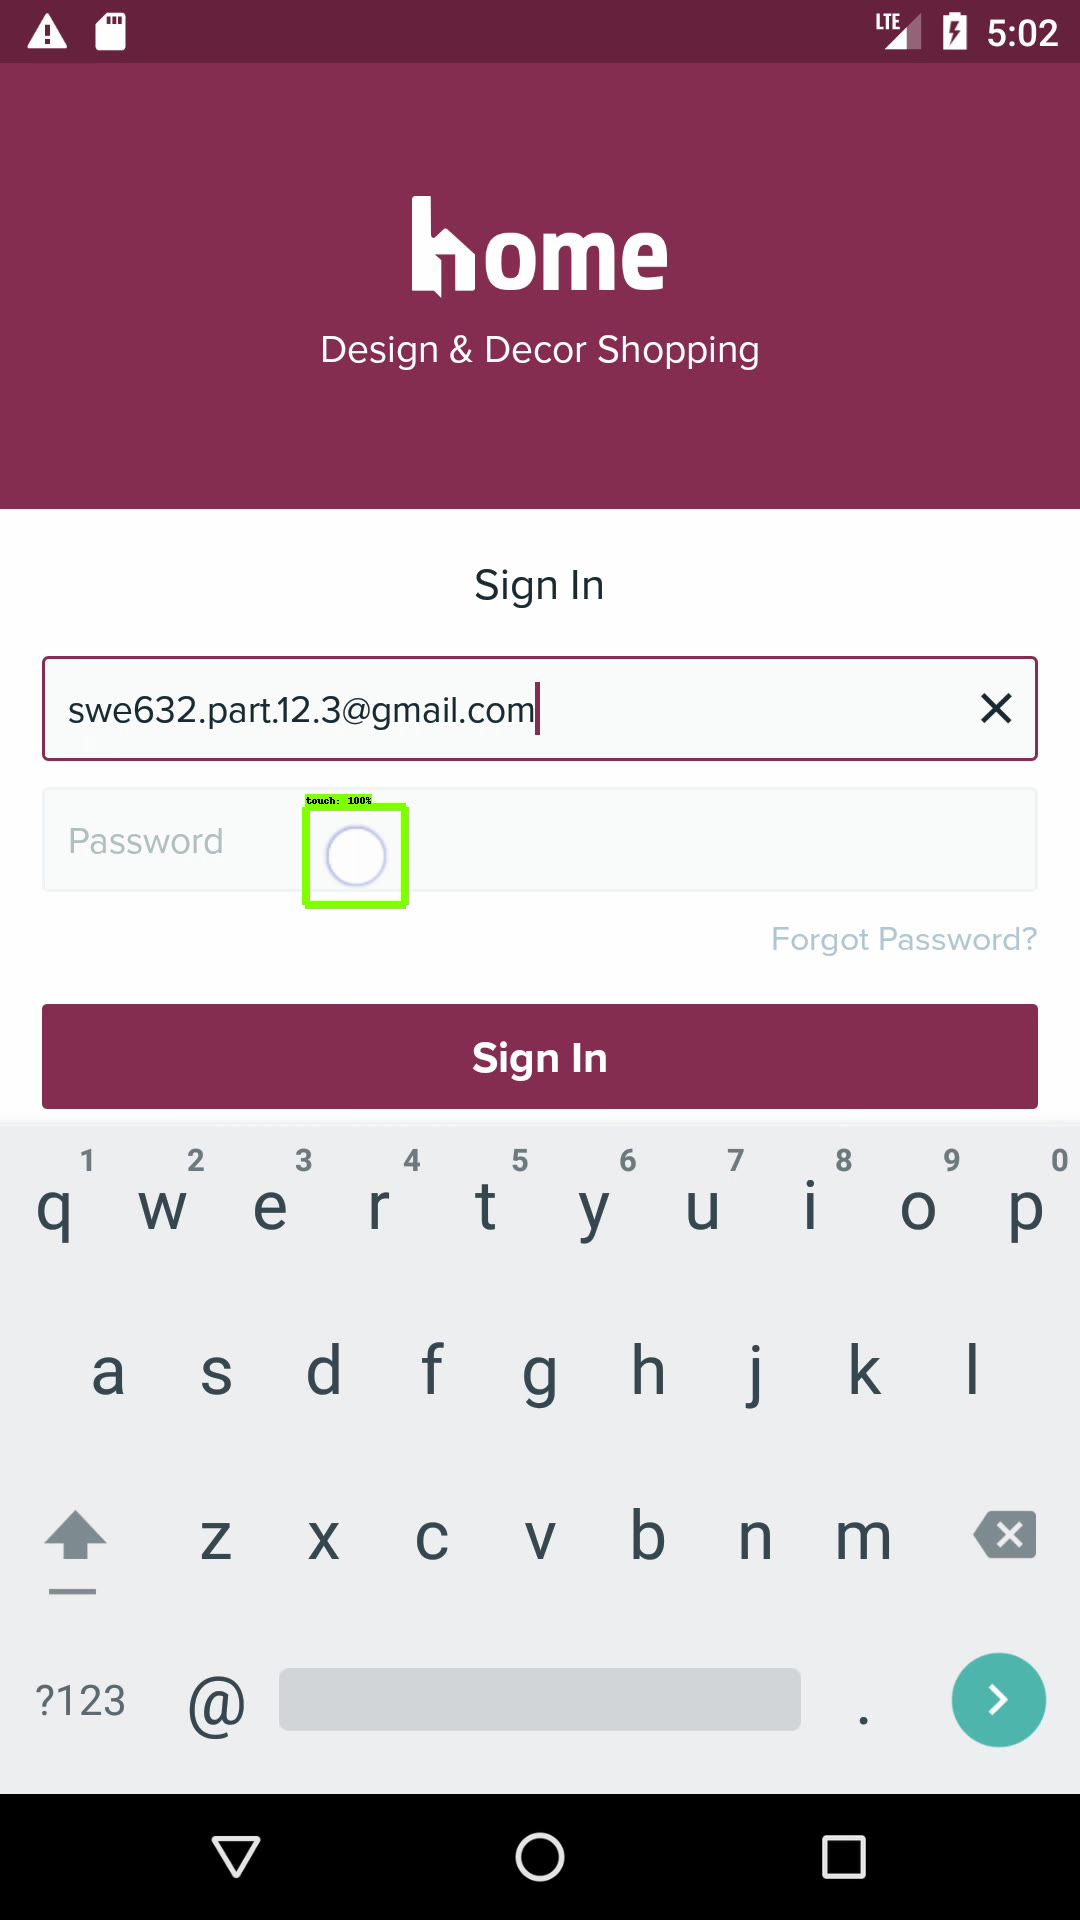 LTE 5:02
home
Design & Decor Shopping
Sign In
swe632.part.12.3@gmail.com
touch: 100%
Password
Forgot Password?
Sign In
1 2 3 4 5 6 7 8 9 0
q w e r t y u i o p
a s d f g h j k l
z x c v b n m
?123 @ .